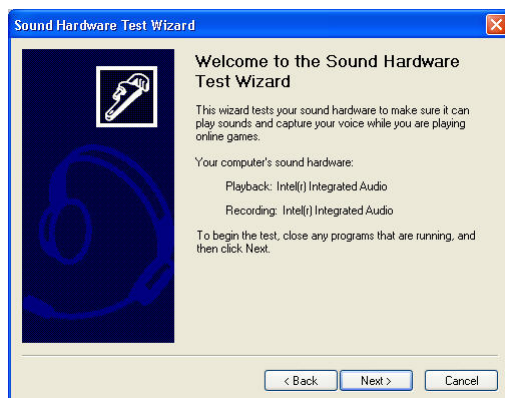 Sound Hardware Test Wizard
Welcome to the Sound Hardware
Test Wizard
This wizard tests your sound hardware to make sure it can
play sounds and capture your voice while you are playing
online games.
Your computer's sound hardware:
Playback: Intel(r) Integrated Audio
Recording: Intel(r) Integrated Audio
To begin the test, close any programs that are running, and
then click Next.
< Back Next > Cancel